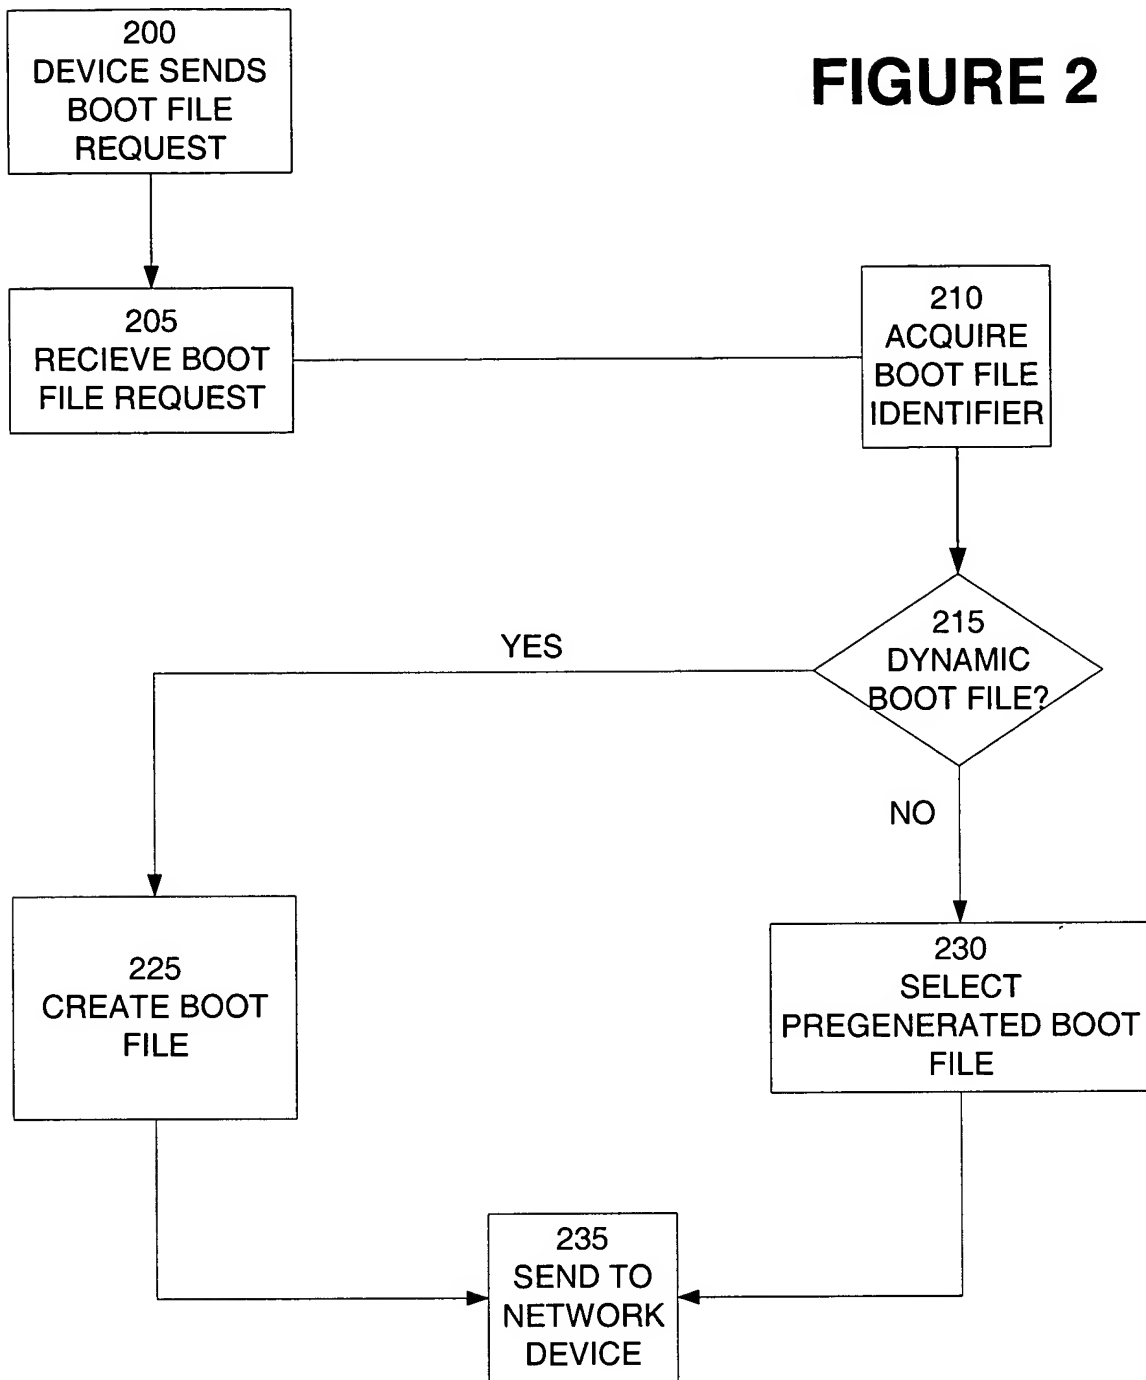 200
DEVICE SENDS
BOOT FILE
REQUEST
FIGURE 2
205
RECIEVE BOOT
FILE REQUEST
210
ACQUIRE
BOOT FILE
IDENTIFIER
215
DYNAMIC
BOOT FILE?
YES
NO
225
CREATE BOOT
FILE
230
SELECT
PREGENERATED BOOT
FILE
235
SEND TO
NETWORK
DEVICE